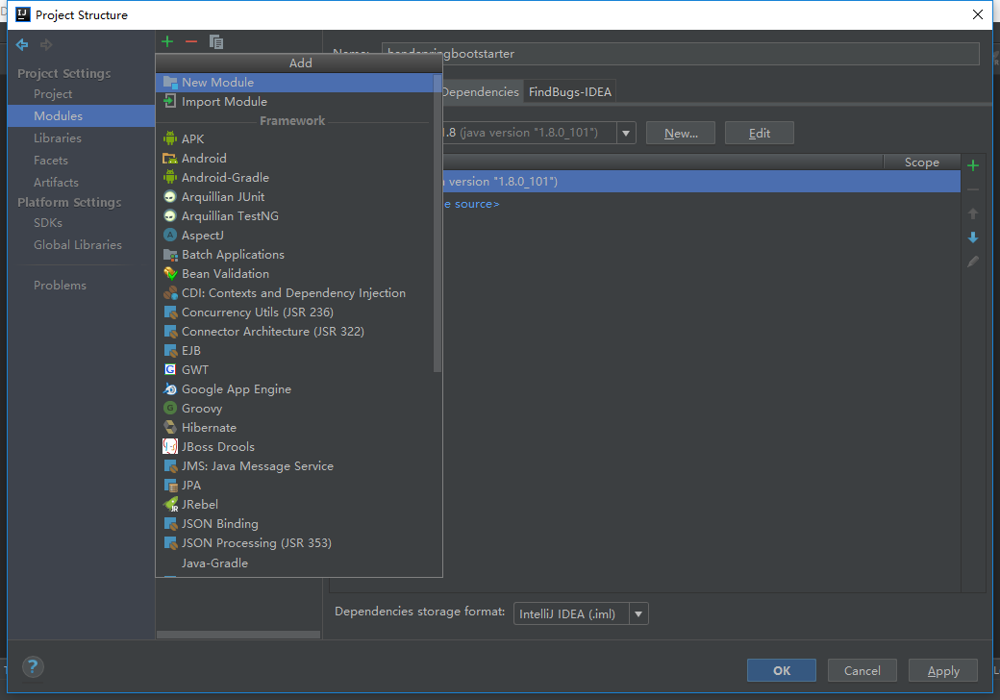 Project Structure
Project Settings
Project
Modules
Libraries
Facets
Artifacts
Platform Settings
SDKs
Global Libraries
Problems
Add
New Module
Import Module
Framework
APK
Android
Android-Gradle
Arquillian JUnit
Arquillian TestNG
AspectJ
Batch Applications
Bean Validation
CDI: Contexts and Dependency Injection
Concurrency Utils (JSR 236)
Connector Architecture (JSR 322)
EJB
GWT
Google App Engine
Groovy
Hibernate
JBoss Drools
JMS: Java Message Service
JPA
JRebel
JSON Binding
JSON Processing (JSR 353)
Java-Gradle
Name:
Dependencies FindBugs-IDEA
1.8 (java version "1.8.0_101") New... Edit
Scope
version "1.8.0_101")
source>
Dependencies storage format: IntelliJ IDEA (.iml)
? OK Cancel Apply